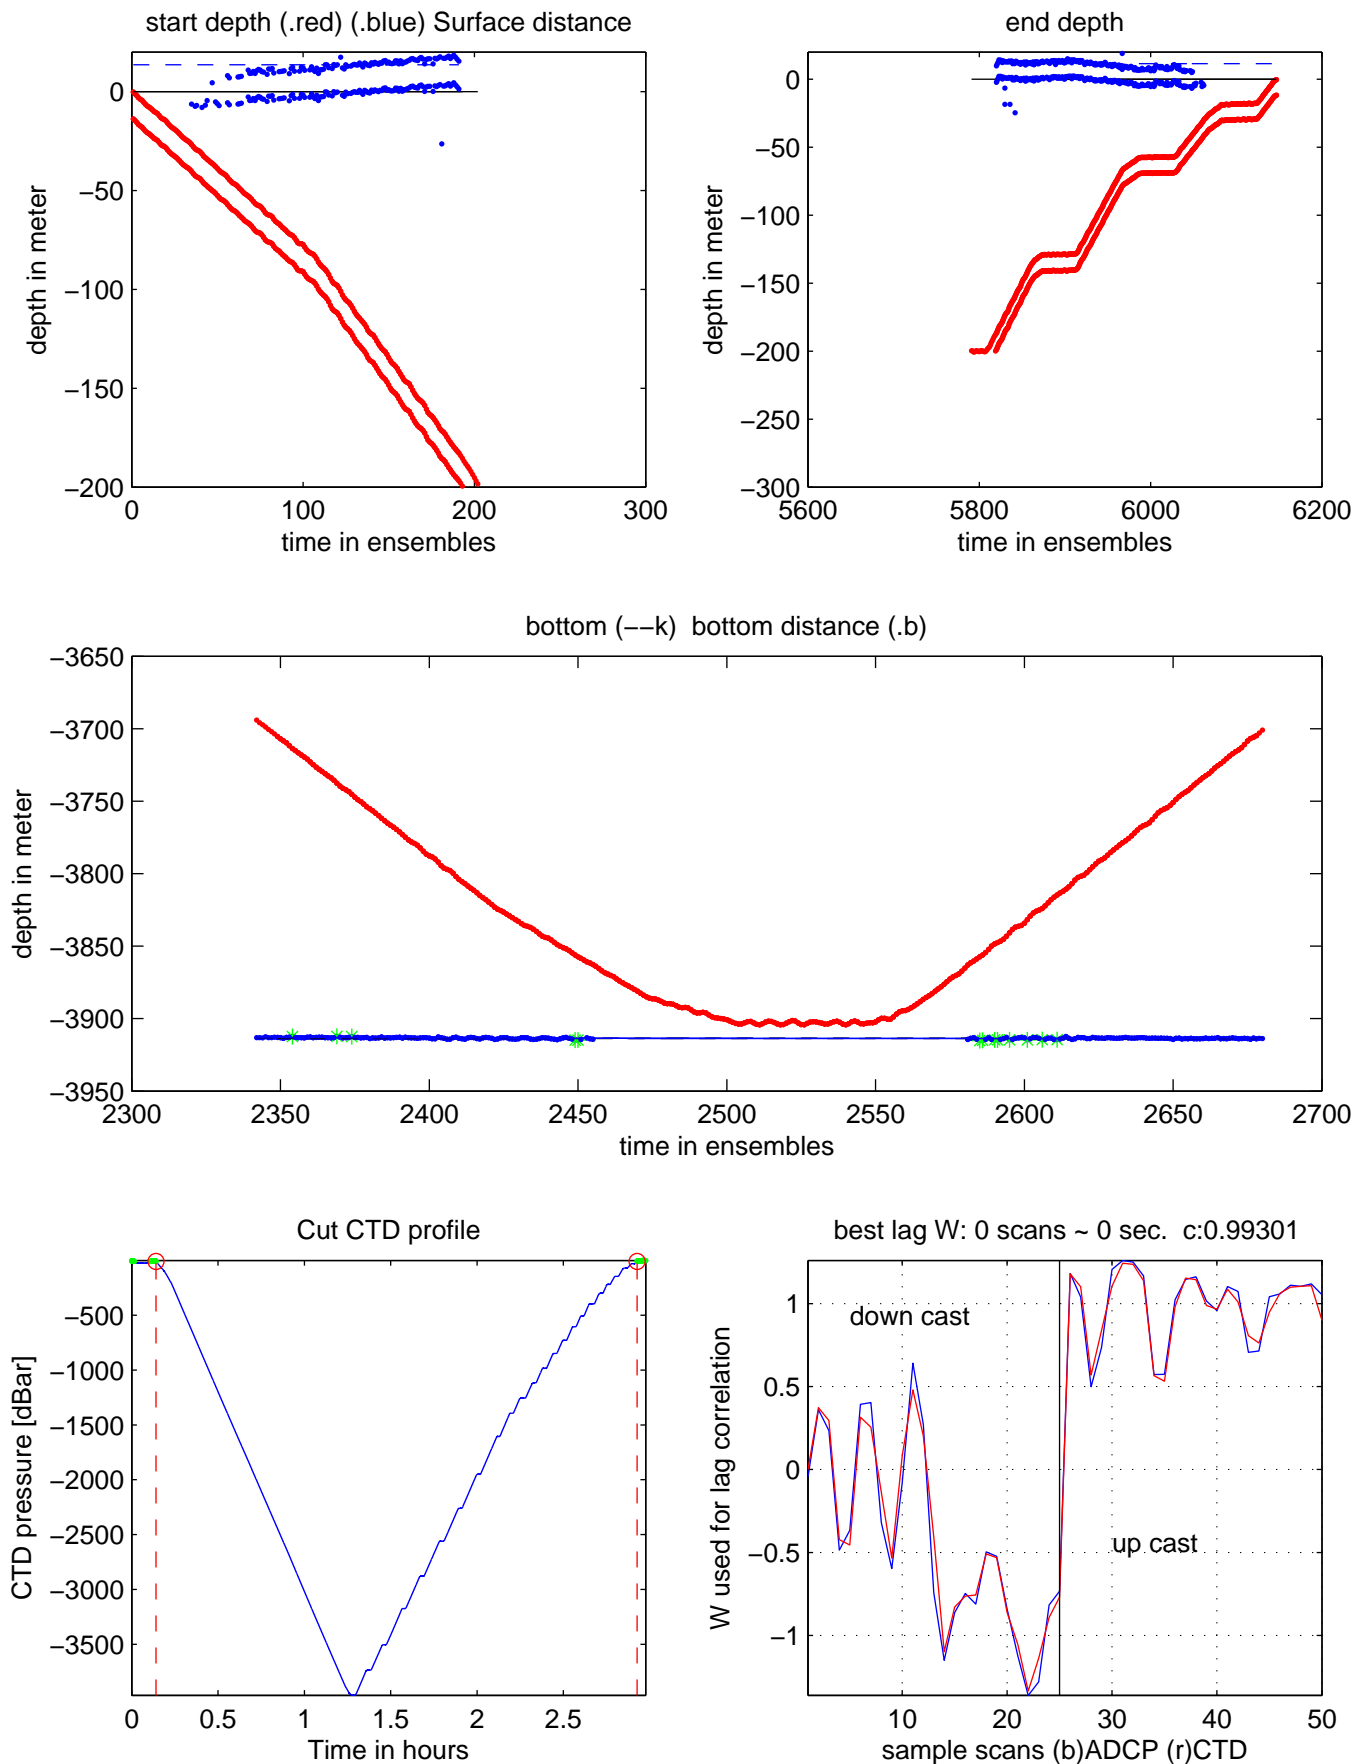 start depth (.red) (.blue) Surface distance
0
−50
−100
−150
−200
depth in meter
0 100 200 300
time in ensembles
end depth
0
−50
−100
−150
−200
−250
−300
depth in meter
5600 5800 6000 6200
time in ensembles
bottom (−−k)  bottom distance (.b)
−3650
−3700
−3750
−3800
−3850
−3900
−3950
depth in meter
2300 2350 2400 2450 2500 2550 2600 2650 2700
time in ensembles
Cut CTD profile
−500
−1000
−1500
−2000
−2500
−3000
−3500
CTD pressure [dBar]
0 0.5 1 1.5 2 2.5
Time in hours
best lag W: 0 scans ~ 0 sec.  c:0.99301
1
0.5
0
−0.5
−1
W used for lag correlation
down cast
up cast
10 20 30 40 50
sample scans (b)ADCP (r)CTD